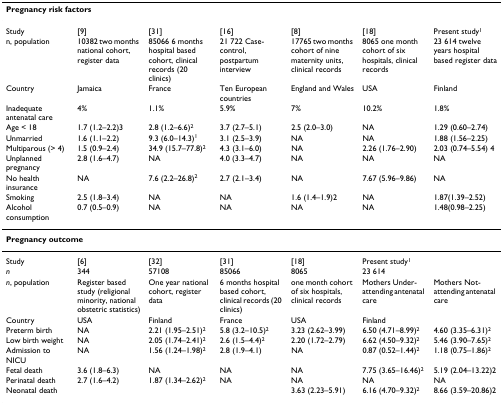 Pregnancy risk factors
Study [9] [31] [16] [8] [18] Present study¹
n, population 10382 two months 85066 6 months 21 722 Case- 17765 two months 8065 one month 23 614 twelve
national cohort, hospital based control, cohort of nine cohort of six years hospital
register data cohort, clinical postpartum maternity units, hospitals, clinical based register data
records (20 interview clinical records records
clinics)
Country Jamaica France Ten European England and Wales USA Finland
countries
Inadequate 4% 1.1% 5.9% 7% 10.2% 1.8%
antenatal care
Age < 18 1.7 (1.2–2.2)3 2.8 (1.2–6.6)² 3.7 (2.7–5.1) 2.5 (2.0–3.0) NA 1.29 (0.60–2.74)
Unmarried 1.6 (1.1–2.2) 9.3 (6.0–14.3)¹ 3.1 (2.5–3.9) NA NA 1.88 (1.56–2.25)
Multiparous (> 4) 1.5 (0.9–2.4) 34.9 (15.7–77.8)² 4.3 (3.1–6.0) NA 2.26 (1.76–2.90) 2.03 (0.74–5.54) 4
Unplanned 2.8 (1.6–4.7) NA 4.0 (3.3–4.7) NA NA NA
pregnancy
No health NA 7.6 (2.2–26.8)² 2.7 (2.1–3.4) NA 7.67 (5.96–9.86) NA
insurance
Smoking 2.5 (1.8–3.4) NA NA 1.6 (1.4–1.9)2 NA 1.87(1.39–2.52)
Alcohol 0.7 (0.5–0.9) NA NA NA NA 1.48(0.98–2.25)
consumption
Pregnancy outcome
Study [6] [32] [31] [18] Present study¹
n 344 57108 85066 8065 23 614
n, population Register based One year national 6 months hospital one month cohort Mothers Under- Mothers Not-
study (religional cohort, register based cohort, of six hospitals, attending antenatal attending antenatal
minority, national data clinical records (20 clinical records care care
obstetric statistics) clinics)
Country USA Finland France USA Finland
Preterm birth NA 2.21 (1.95–2.51)² 5.8 (3.2–10.5)² 3.23 (2.62–3.99) 6.50 (4.71–8.99)² 4.60 (3.35–6.31)²
Low birth weight NA 2.05 (1.74–2.41)² 2.6 (1.5–4.4)² 2.20 (1.72–2.79) 6.62 (4.50–9.32)² 5.46 (3.90–7.65)²
Admission to NA 1.56 (1.24–1.98)² 2.8 (1.9–4.1) NA 0.87 (0.52–1.44)² 1.18 (0.75–1.86)²
NICU
Fetal death 3.6 (1.8–6.3) NA NA NA 7.75 (3.65–16.46)² 5.19 (2.04–13.22)2
Perinatal death 2.7 (1.6–4.2) 1.87 (1.34–2.62)² NA NA NA NA
Neonatal death 3.63 (2.23–5.91) 6.16 (4.70–9.32)² 8.66 (3.59–20.86)2